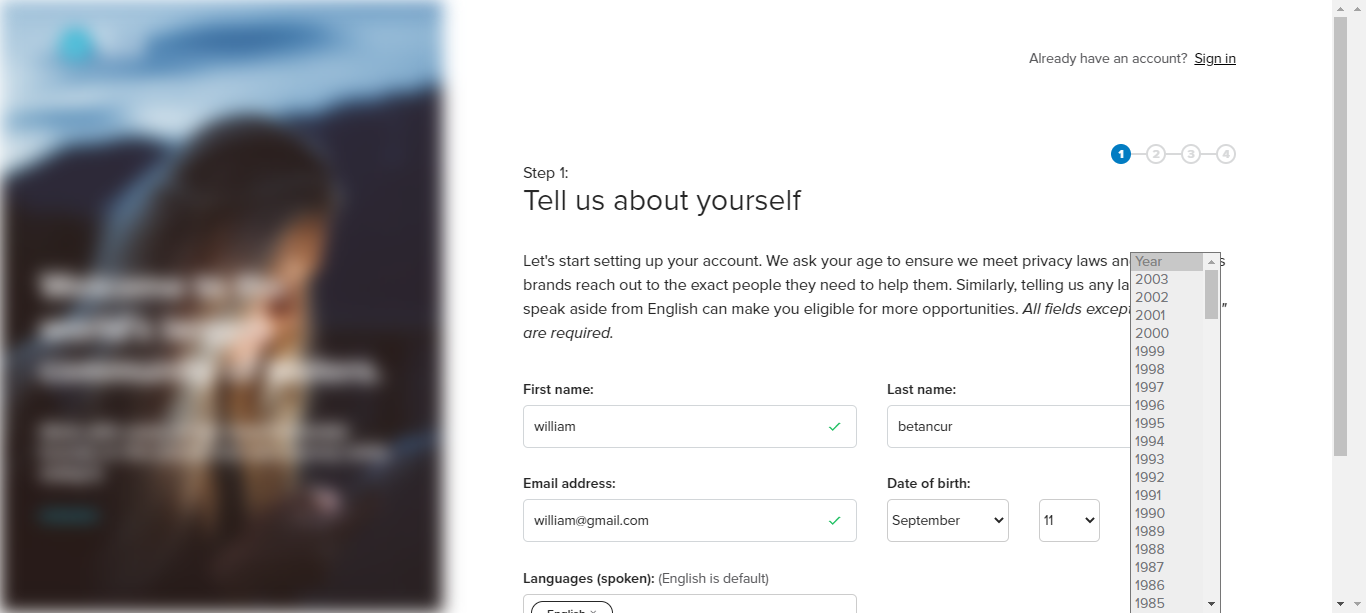 Already have an account? Sign in
1 2 3 4
Step 1:
Tell us about yourself
Let's start setting up your account. We ask your age to ensure we meet privacy laws an
brands reach out to the exact people they need to help them. Similarly, telling us any la
speak aside from English can make you eligible for more opportunities. All fields except "
are required.
First name:
Last name:
william
betancur
Email address:
Date of birth:
william@gmail.com
September
11
Year
2003
2002
2001
2000
1999
1998
1997
1996
1995
1994
1993
1992
1991
1990
1989
1988
1987
1986
1985
Languages (spoken): (English is default)
English ×